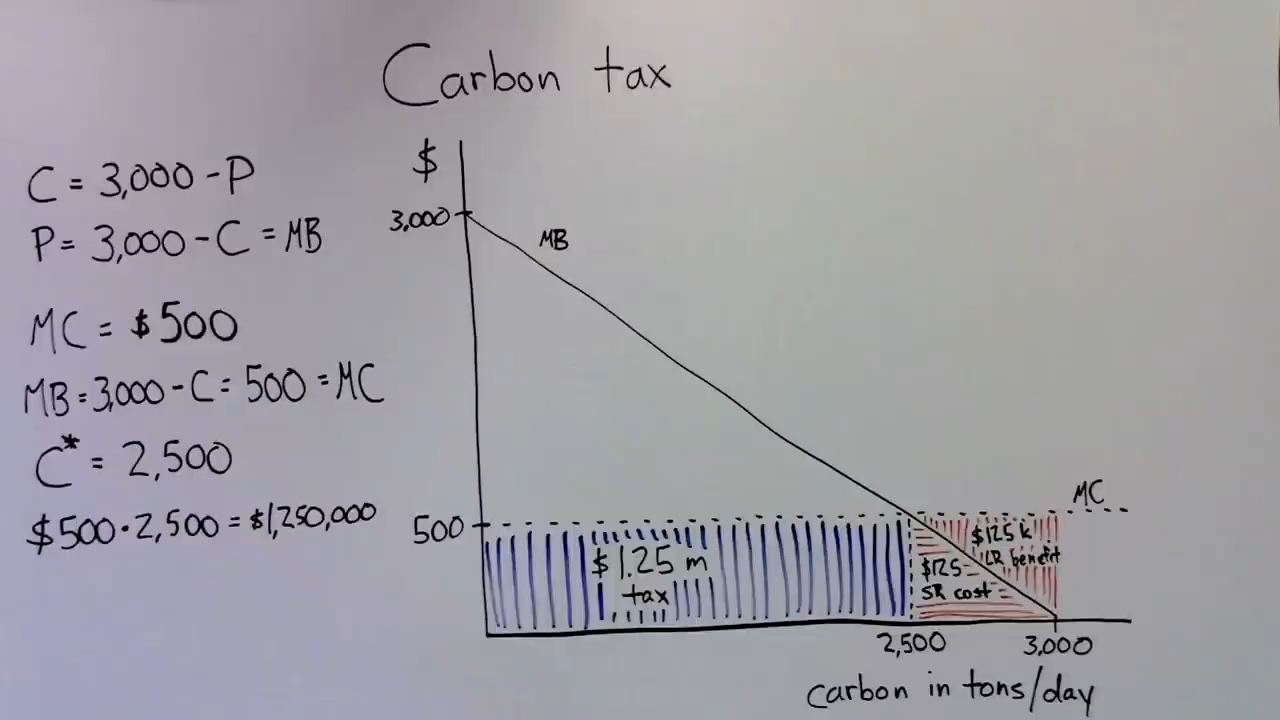 Carbon tax
C = 3,000 - P
P = 3,000 - C = MB
MC = $500
MB = 3,000 - C = 500 = MC
C* = 2,500
$500 · 2,500 = $1,250,000
$
3,000
MB
MC
500
$1.25 m
tax
$125 k
LR benefit
$125
SR cost
2,500
3,000
carbon in tons/day